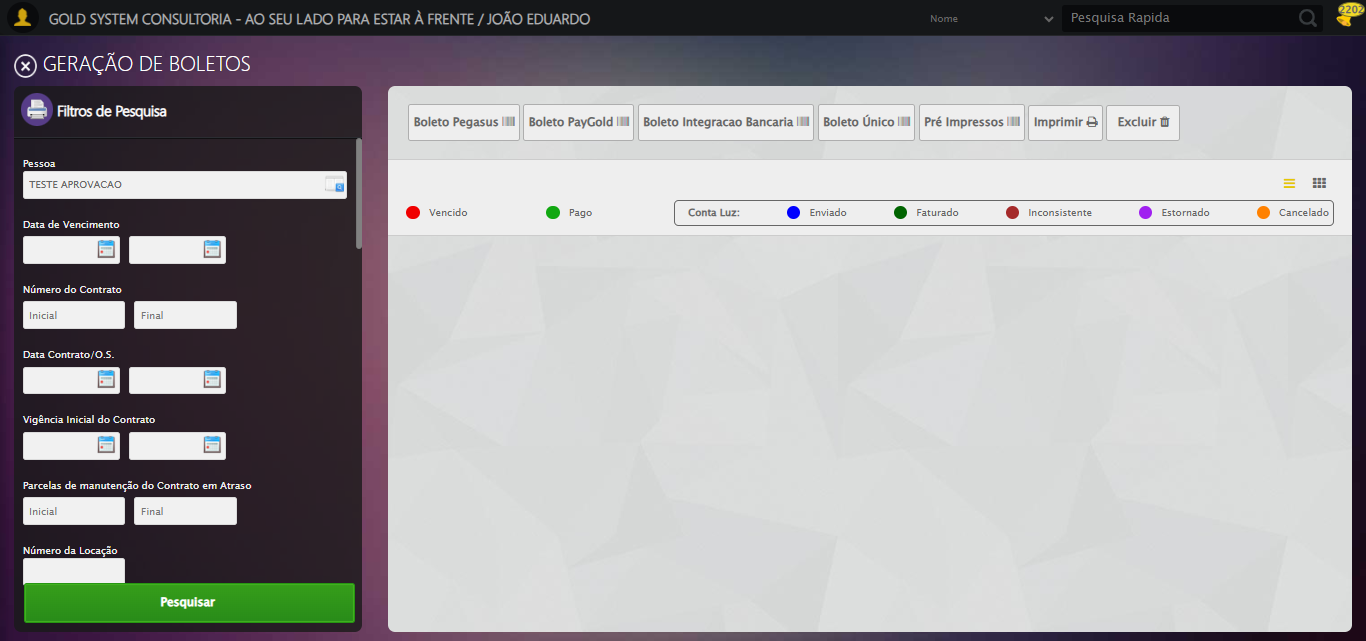 GOLD SYSTEM CONSULTORIA - AO SEU LADO PARA ESTAR À FRENTE / JOÃO EDUARDO
Nome
Pesquisa Rapida
2202
GERAÇÃO DE BOLETOS
Filtros de Pesquisa
Pessoa
TESTE APROVACAO
Data de Vencimento
Número do Contrato
Inicial Final
Data Contrato/O.S.
Vigência Inicial do Contrato
Parcelas de manutenção do Contrato em Atraso
Inicial Final
Número da Locação
Pesquisar
Boleto Pegasus Boleto PayGold Boleto Integracao Bancaria Boleto Único Pré Impressos Imprimir Excluir
Vencido Pago Conta Luz: Enviado Faturado Inconsistente Estornado Cancelado